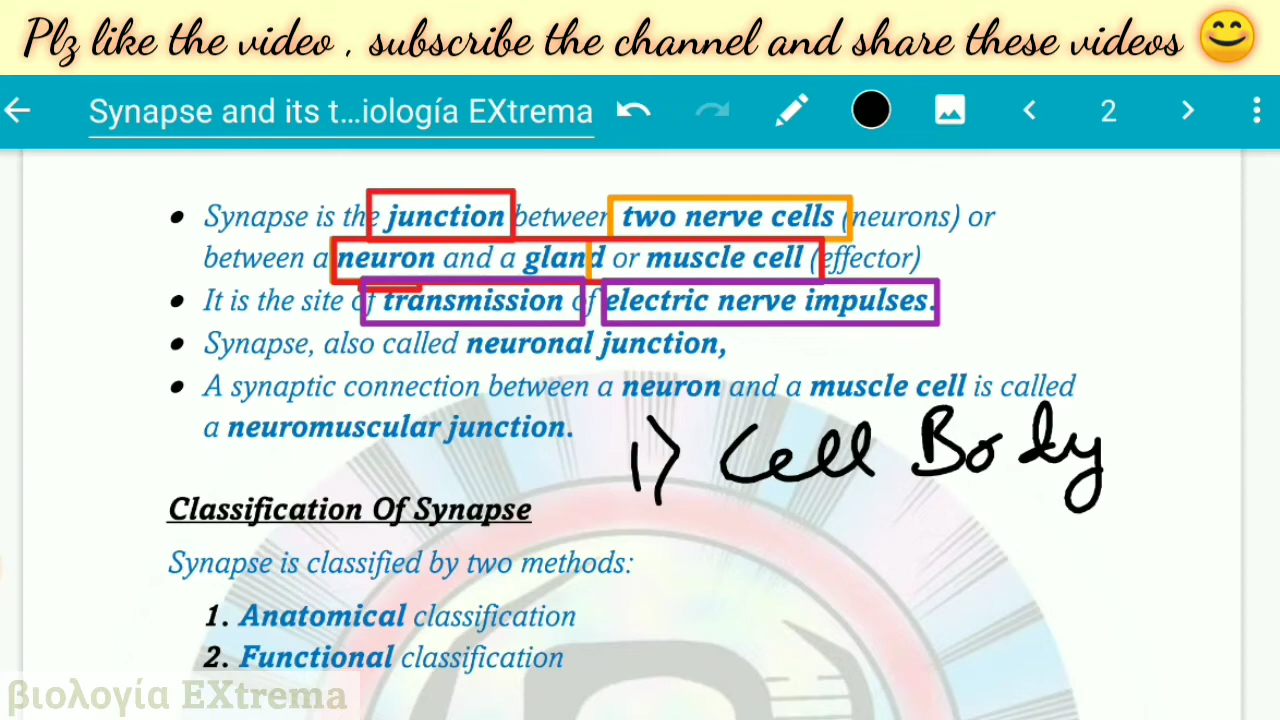 Plz like the video , subscribe the channel and share these videos 😊
Synapse and its t...iología EXtrema
2
• Synapse is the junction between two nerve cells (neurons) or
between a neuron and a gland or muscle cell (effector)
• It is the site of transmission of electric nerve impulses.
• Synapse, also called neuronal junction,
• A synaptic connection between a neuron and a muscle cell is called
a neuromuscular junction.
1) Cell Body
Classification Of Synapse
Synapse is classified by two methods:
1. Anatomical classification
2. Functional classification
βιολογία EXtrema